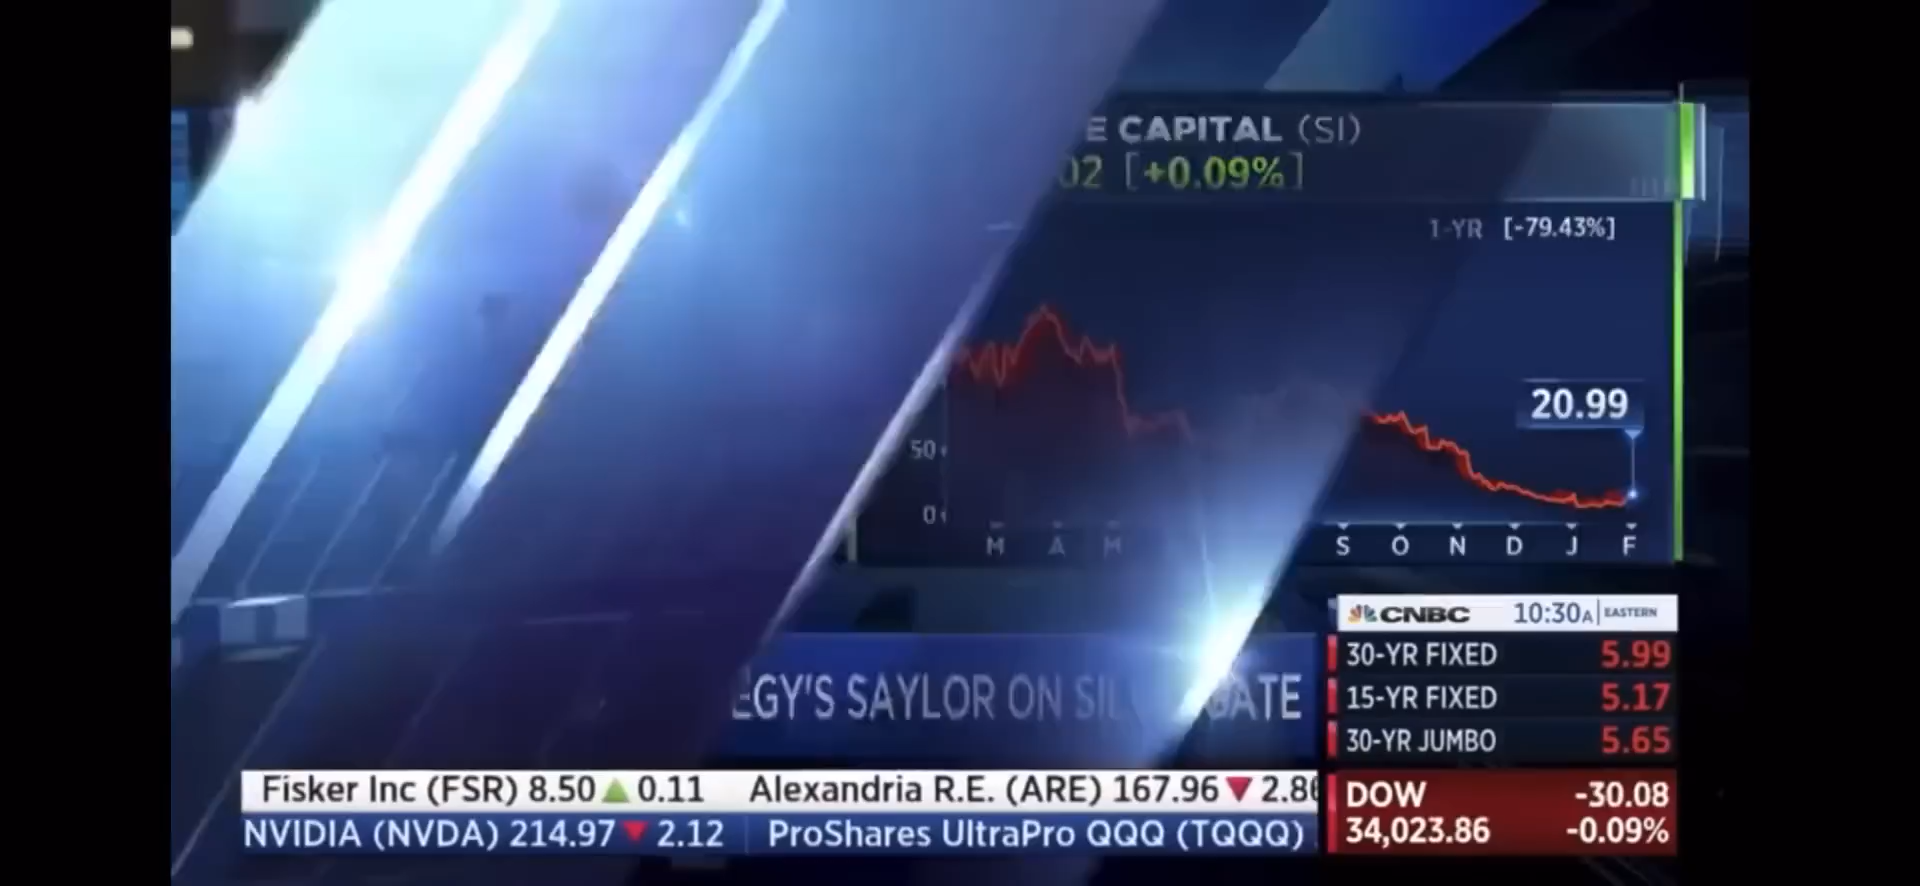 E CAPITAL (SI)
02 [+0.09%]
1-YR [-79.43%]
20.99
50
0
M A M S O N D J F
CNBC 10:30A EASTERN
30-YR FIXED 5.99
EGY'S SAYLOR ON SIL GATE
15-YR FIXED 5.17
30-YR JUMBO 5.65
Fisker Inc (FSR) 8.50 ▲ 0.11 Alexandria R.E. (ARE) 167.96 ▼ 2.86
DOW -30.08
NVIDIA (NVDA) 214.97 ▼ 2.12 ProShares UltraPro QQQ (TQQQ)
34,023.86 -0.09%